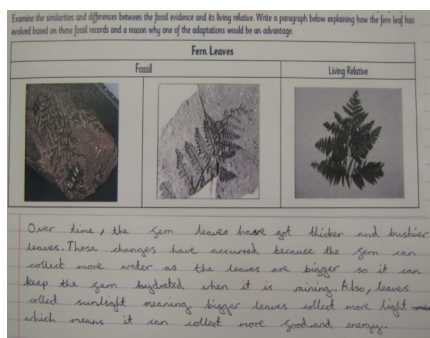 Examine the similarities and differences between the fossil evidence and its living relative. Write a paragraph below explaining how the fern leaf has
evolved based on these fossil records and a reason why one of the adaptations would be an advantage.
Fern Leaves
Fossil
Living Relative
Over time, the fern leaves have got thicker and bushier
leaves. These changes have occurred because the fern can
collect more water as the leaves are bigger so it can
keep the fern hydrated when it is raining. Also, leaves
collect sunlight meaning bigger leaves collect more light
which means it can collect more food and energy.